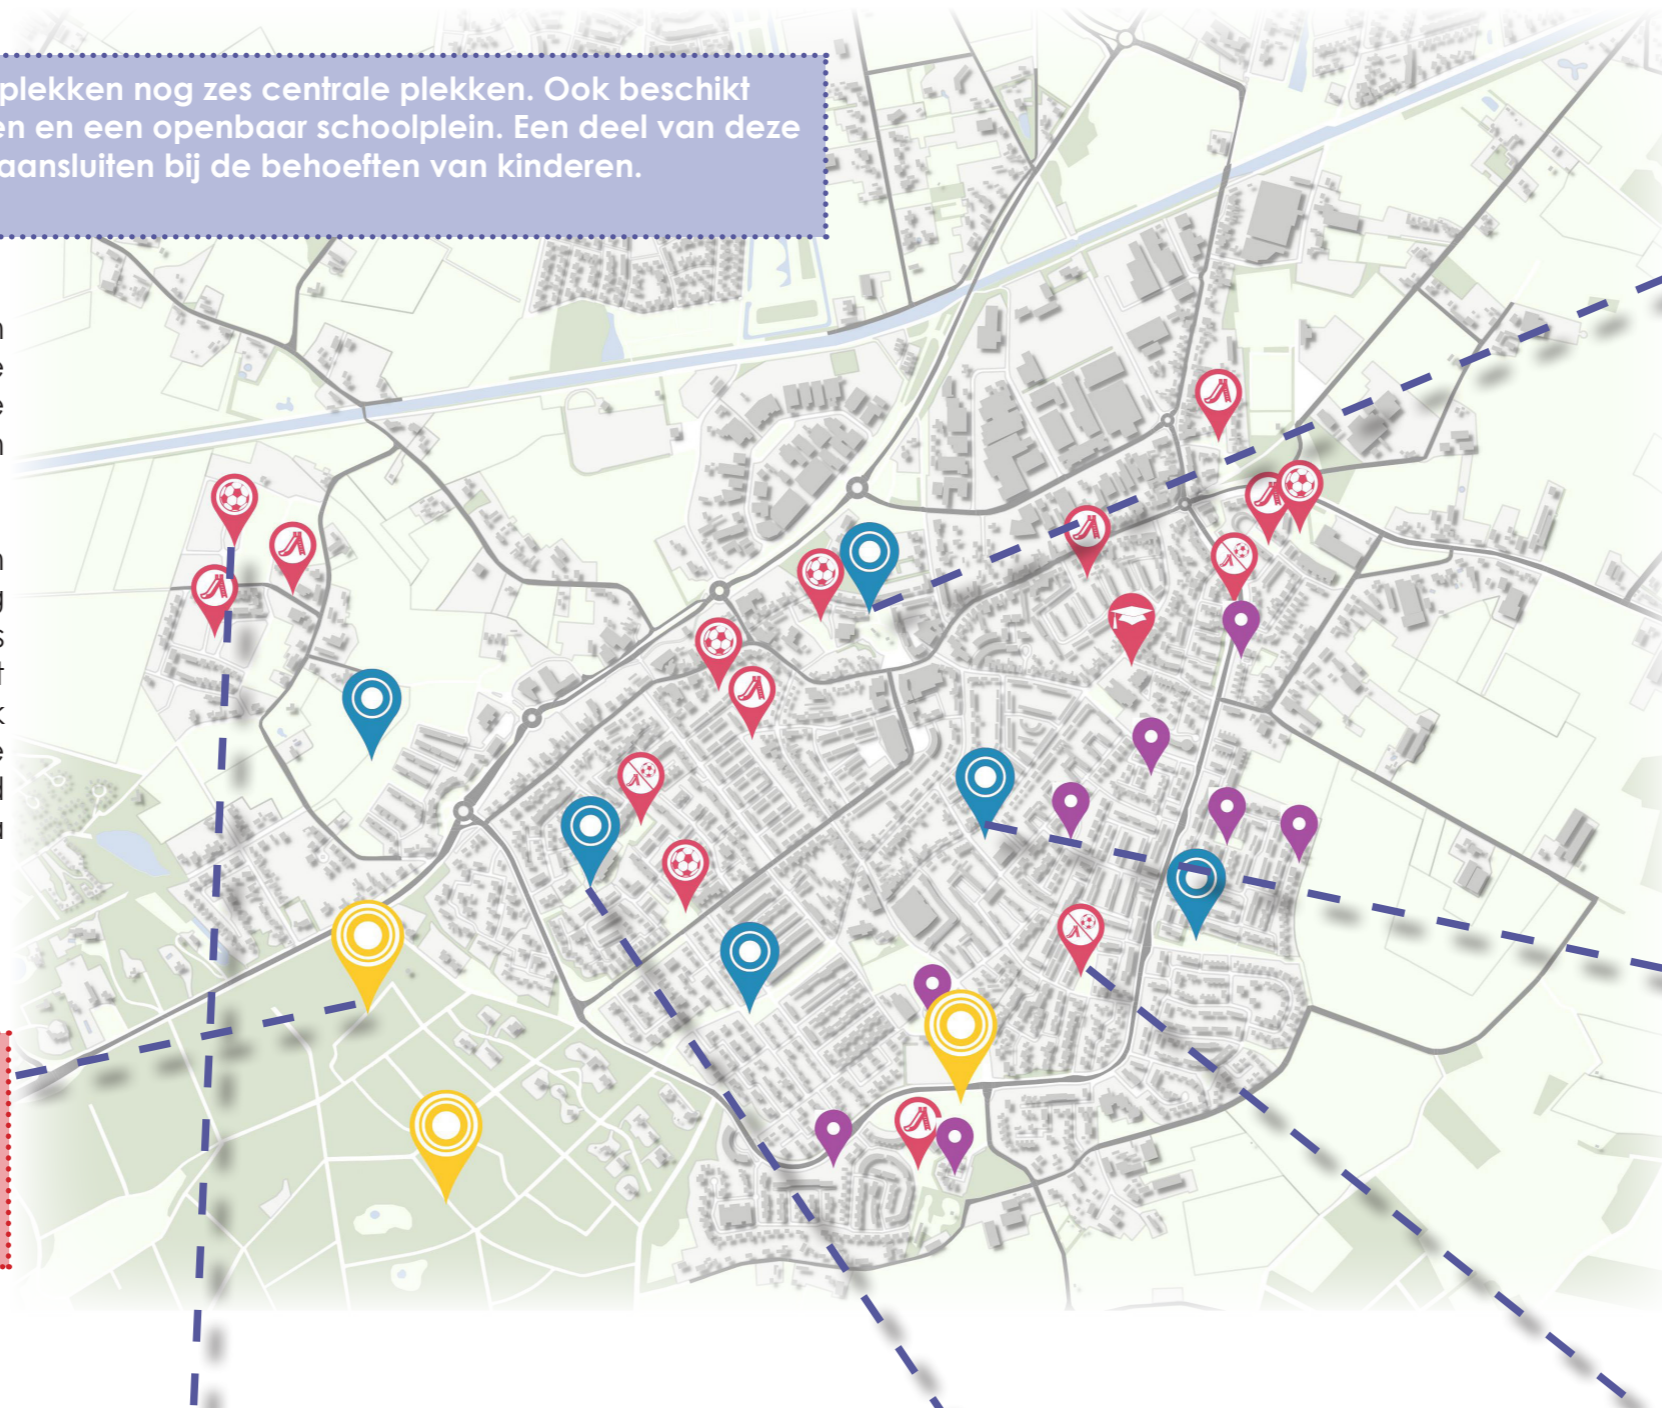 plekken nog zes centrale plekken. Ook beschikt
en en een openbaar schoolplein. Een deel van deze
aansluiten bij de behoeften van kinderen.
n
e
e
n
n
g
s
t
k
e
d